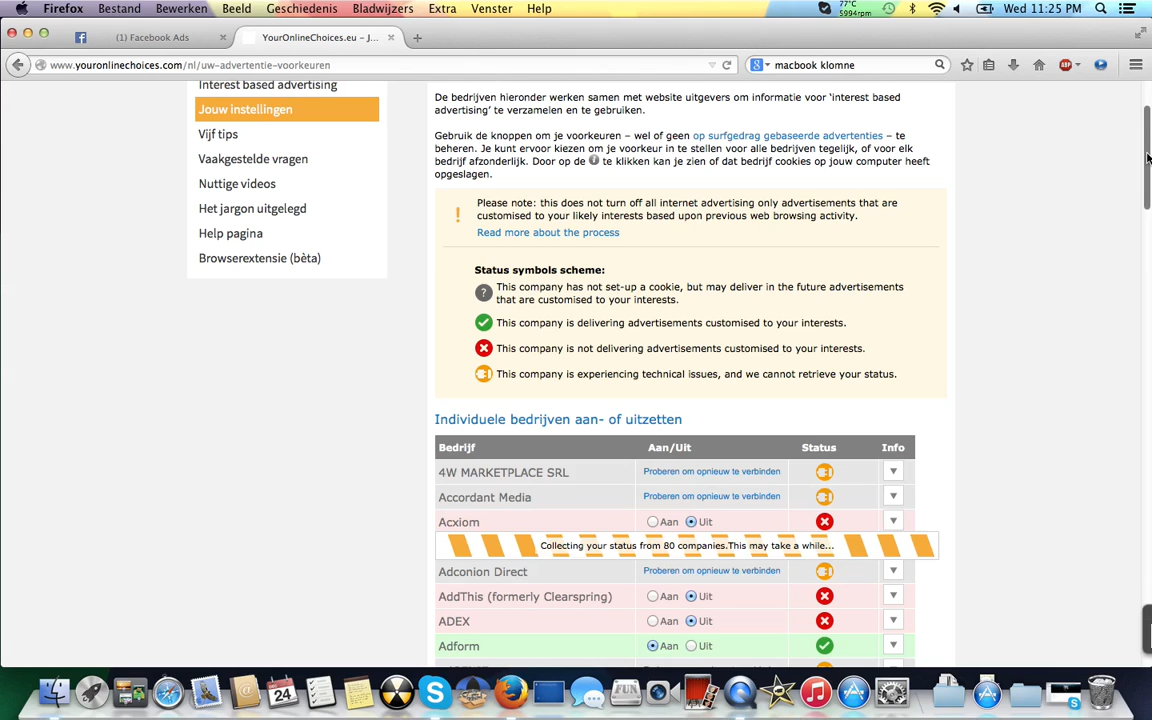 Firefox Bestand Bewerken Beeld Geschiedenis Bladwijzers Extra Venster Help 77°C 5994rpm Wed 11:25 PM
(1) Facebook Ads × YourOnlineChoices.eu – J... × +
www.youronlinechoices.com/nl/uw-advertentie-voorkeuren macbook klomne
Interest based advertising
Jouw instellingen
Vijf tips
Vaakgestelde vragen
Nuttige videos
Het jargon uitgelegd
Help pagina
Browserextensie (bèta)
De bedrijven hieronder werken samen met website uitgevers om informatie voor ‘interest based
advertising’ te verzamelen en te gebruiken.
Gebruik de knoppen om je voorkeuren – wel of geen op surfgedrag gebaseerde advertenties – te
beheren. Je kunt ervoor kiezen om je voorkeur in te stellen voor alle bedrijven tegelijk, of voor elk
bedrijf afzonderlijk. Door op de i te klikken kan je zien of dat bedrijf cookies op jouw computer heeft
opgeslagen.
! Please note: this does not turn off all internet advertising only advertisements that are
customised to your likely interests based upon previous web browsing activity.
Read more about the process
Status symbols scheme:
? This company has not set-up a cookie, but may deliver in the future advertisements
that are customised to your interests.
This company is delivering advertisements customised to your interests.
This company is not delivering advertisements customised to your interests.
This company is experiencing technical issues, and we cannot retrieve your status.
Individuele bedrijven aan- of uitzetten
Bedrijf Aan/Uit Status Info
4W MARKETPLACE SRL Proberen om opnieuw te verbinden
Accordant Media Proberen om opnieuw te verbinden
Acxiom Aan Uit
Collecting your status from 80 companies.This may take a while...
Adconion Direct Proberen om opnieuw te verbinden
AddThis (formerly Clearspring) Aan Uit
ADEX Aan Uit
Adform Aan Uit
24
FUN